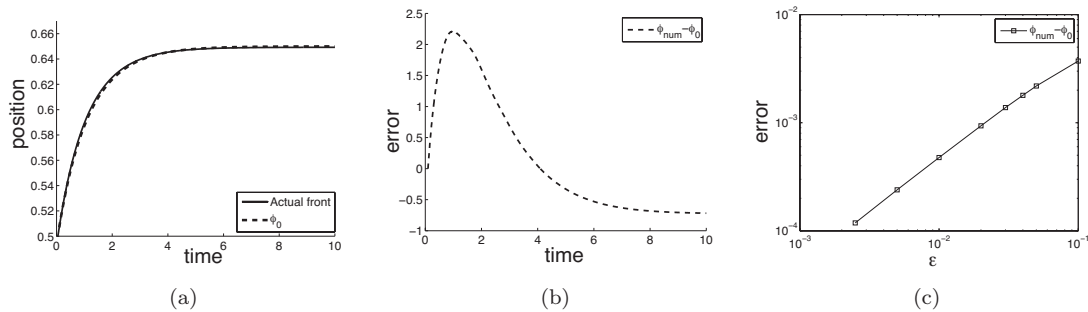 0.66
0.64
0.62
0.6
0.58
0.56
0.54
0.52
0.5
position
0
2
4
6
8
10
time
Actual front
ϕ₀
(a)
2.5
2
1.5
1
0.5
0
−0.5
−1
error
0
2
4
6
8
10
time
ϕnum−ϕ₀
(b)
10⁻²
10⁻³
10⁻⁴
error
10⁻³
10⁻²
10⁻¹
ε
ϕnum−ϕ₀
(c)